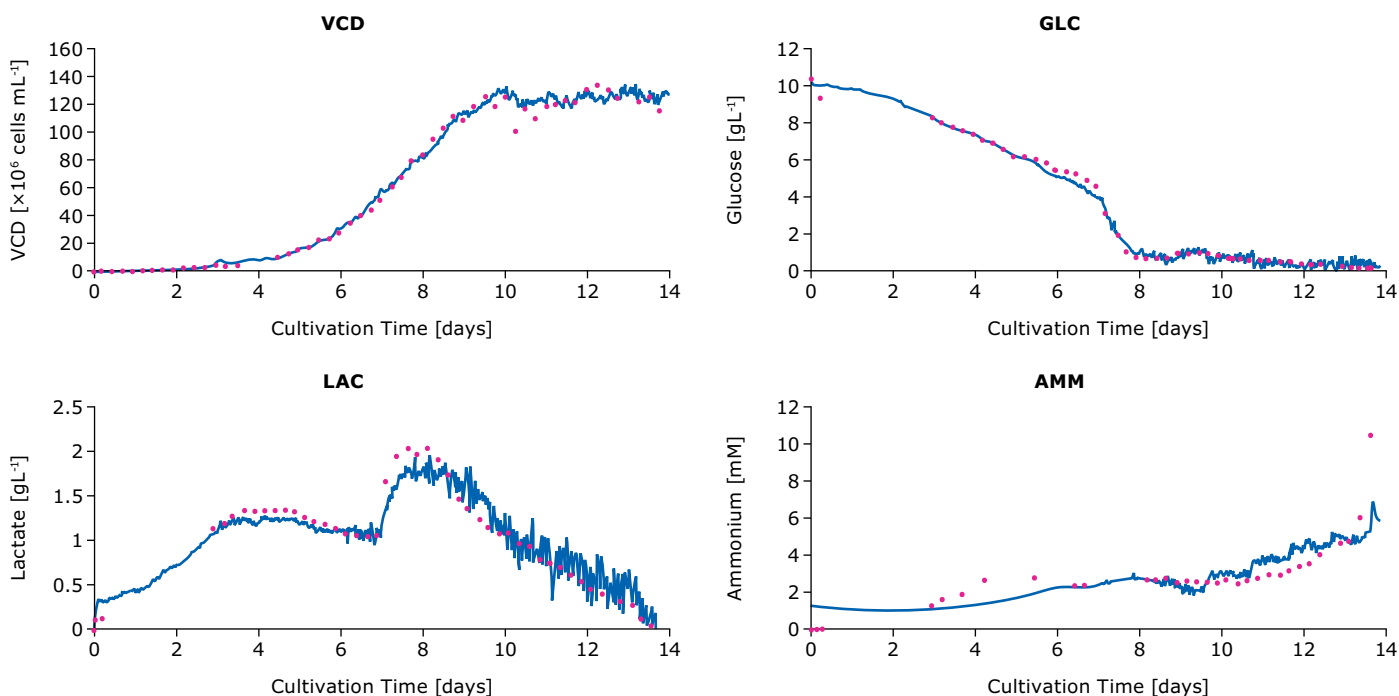 VCD
VCD [×10⁶ cells mL⁻¹]
160
140
120
100
80
60
40
20
0
0 2 4 6 8 10 12 14
Cultivation Time [days]
GLC
Glucose [gL⁻¹]
12
10
8
6
4
2
0
0 2 4 6 8 10 12 14
Cultivation Time [days]
LAC
Lactate [gL⁻¹]
2.5
2
1.5
1
0.5
0
0 2 4 6 8 10 12 14
Cultivation Time [days]
AMM
Ammonium [mM]
12
10
8
6
4
2
0
0 2 4 6 8 10 12 14
Cultivation Time [days]